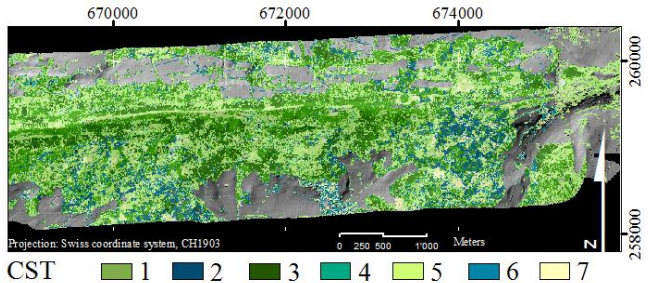 670000 672000 674000
260000
258000
N
Projection: Swiss coordinate system, CH1903
0 250 500 1'000 Meters
CST 1 2 3 4 5 6 7